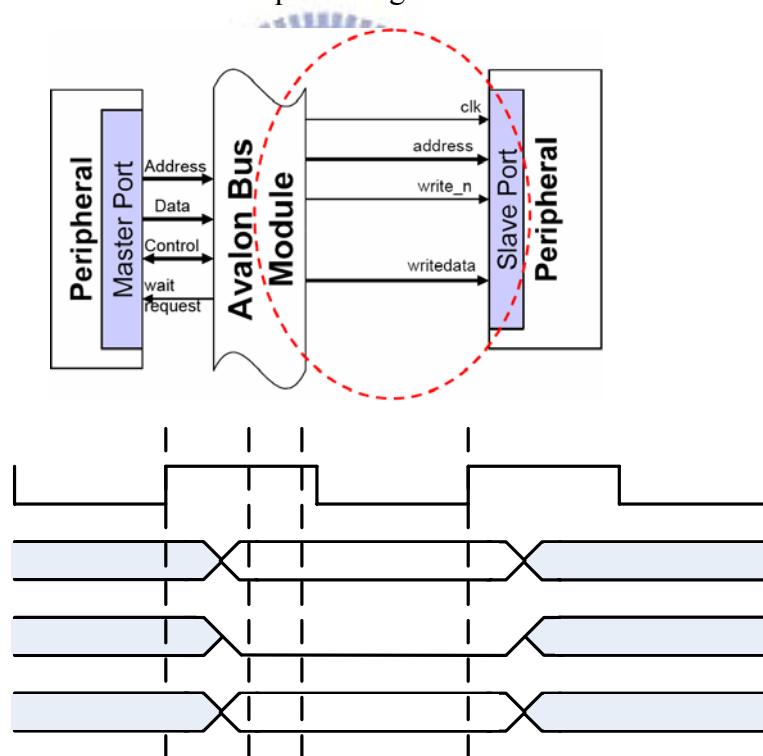 clk
address
write_n
writedata
Peripheral
Master Port
Address
Data
Control
wait
request
Avalon Bus
Module
Slave Port
Peripheral